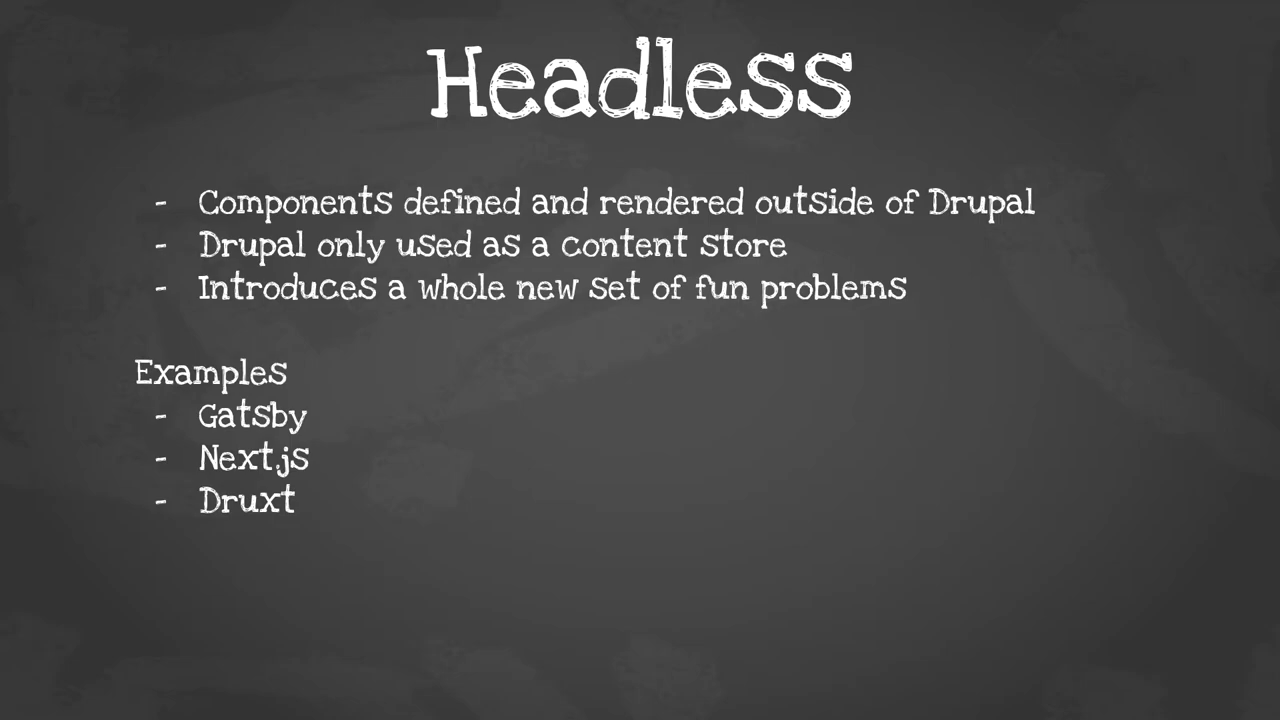 Headless
- Components defined and rendered outside of Drupal
- Drupal only used as a content store
- Introduces a whole new set of fun problems
Examples
- Gatsby
- Next.js
- Druxt